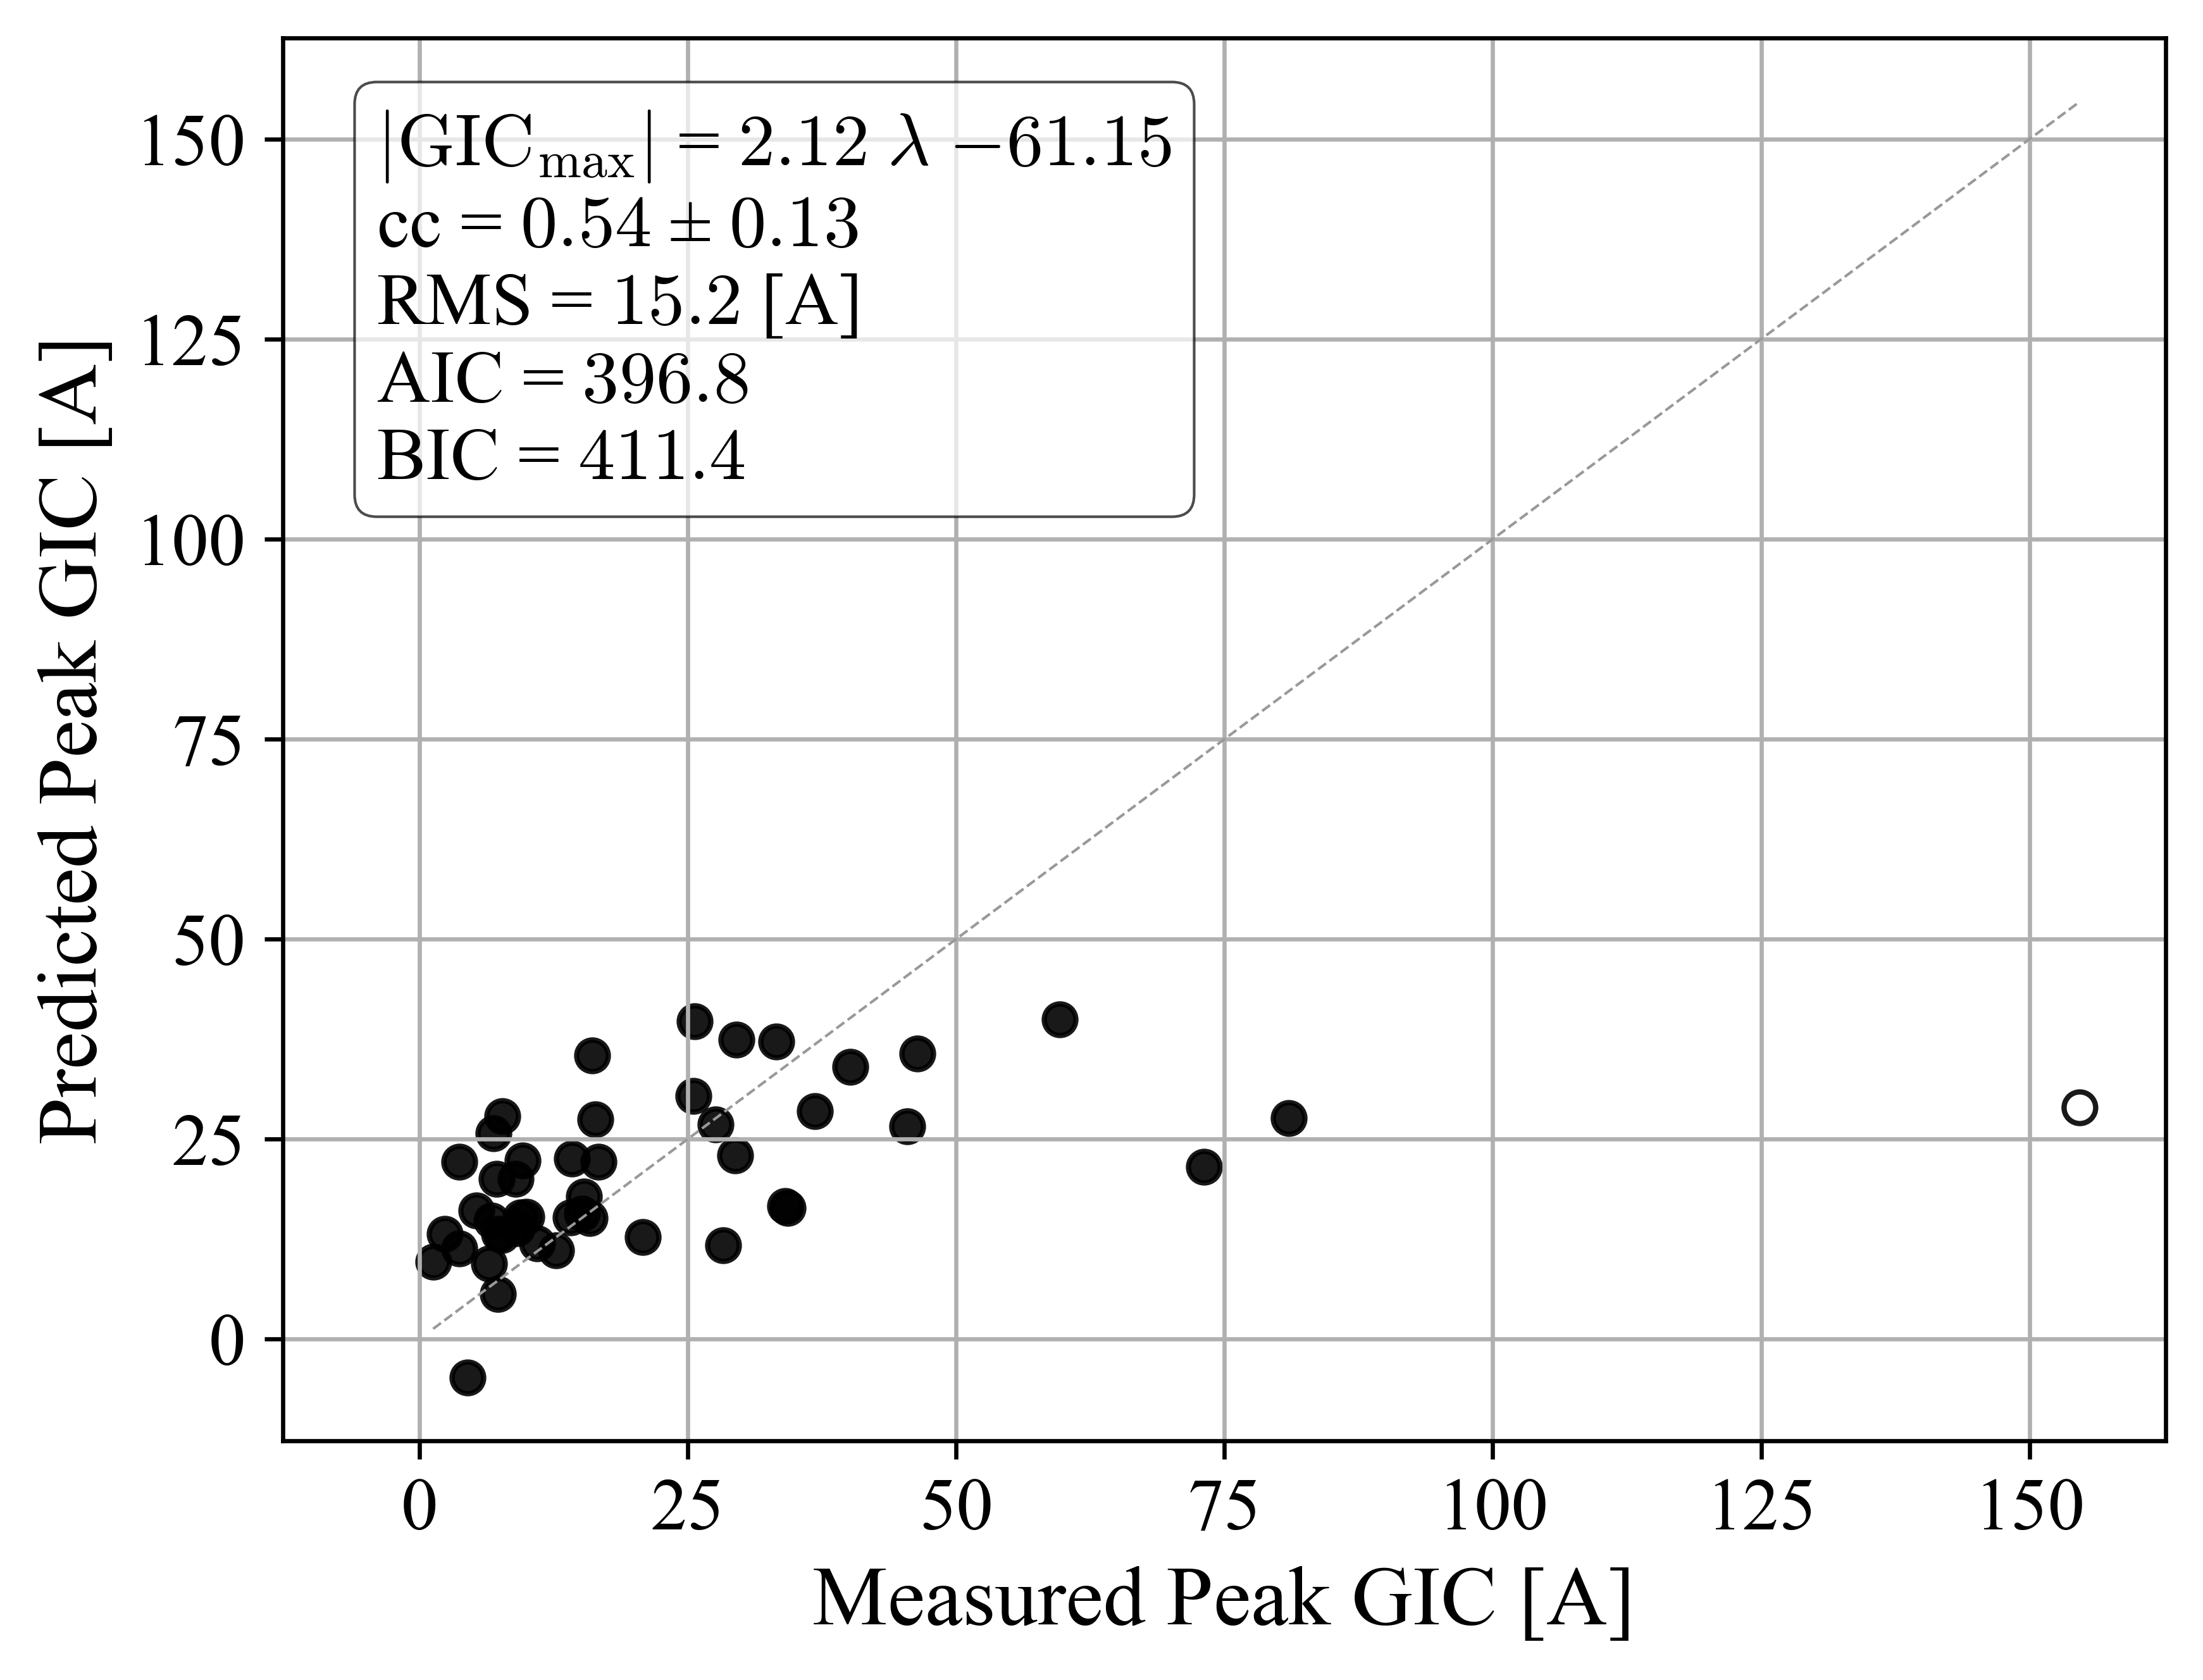 |GIC_max| = 2.12 λ −61.15
cc = 0.54 ± 0.13
RMS = 15.2 [A]
AIC = 396.8
BIC = 411.4
Predicted Peak GIC [A]
150
125
100
75
50
25
0
0 25 50 75 100 125 150
Measured Peak GIC [A]